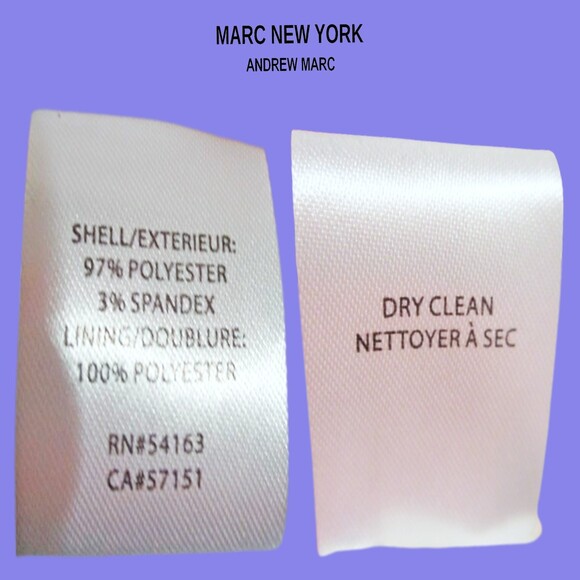 MARC NEW YORK
ANDREW MARC
SHELL/EXTERIEUR:
97% POLYESTER
3% SPANDEX
LINING/DOUBLURE:
100% POLYESTER
RN#54163
CA#57151
DRY CLEAN
NETTOYER À SEC